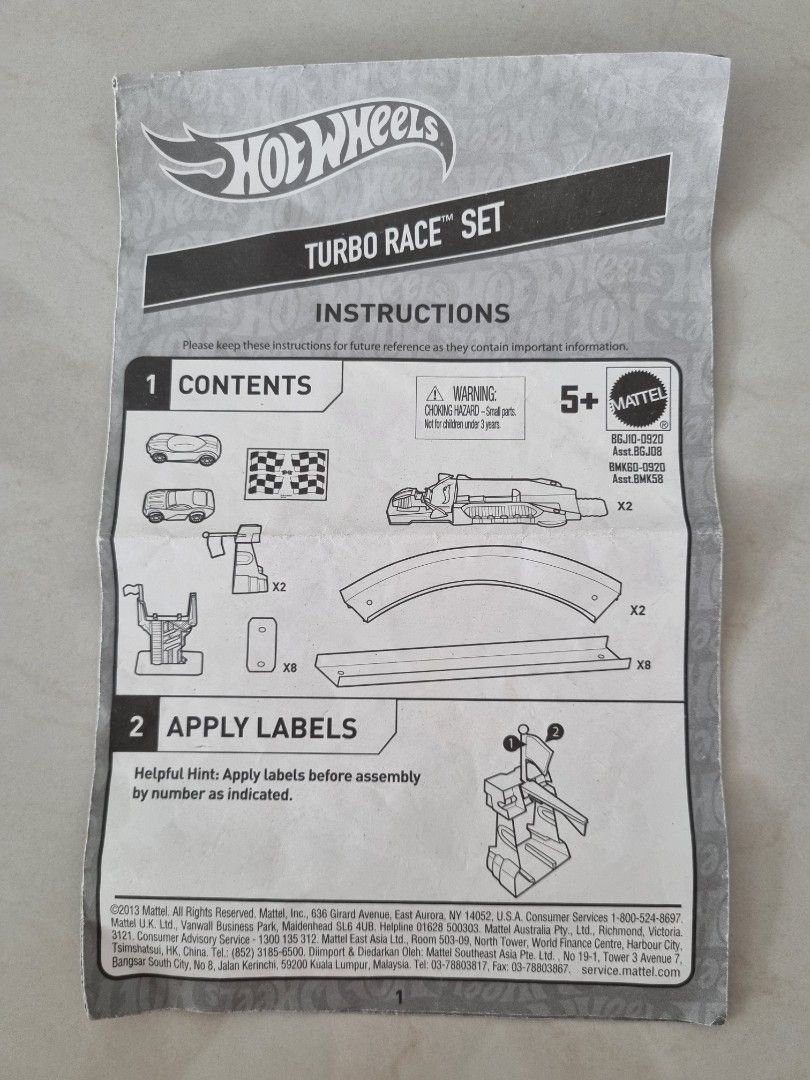 HOT WHEELS
TURBO RACE™ SET
INSTRUCTIONS
Please keep these instructions for future reference as they contain important information.
1 CONTENTS
WARNING:
CHOKING HAZARD – Small parts.
Not for children under 3 years.
5+
MATTEL
®
BGJ10-0920
Asst.BGJ08
BMK60-0920
Asst.BMK58
X2
X2
X2
X8
X8
2 APPLY LABELS
Helpful Hint: Apply labels before assembly
by number as indicated.
1
2
©2013 Mattel. All Rights Reserved. Mattel, Inc., 636 Girard Avenue, East Aurora, NY 14052, U.S.A. Consumer Services 1-800-524-8697.
Mattel U.K. Ltd., Vanwall Business Park, Maidenhead SL6 4UB. Helpline 01628 500303. Mattel Australia Pty., Ltd., Richmond, Victoria.
3121. Consumer Advisory Service - 1300 135 312. Mattel East Asia Ltd., Room 503-09, North Tower, World Finance Centre, Harbour City,
Tsimshatsui, HK, China. Tel.: (852) 3185-6500. Diimport & Diedarkan Oleh: Mattel Southeast Asia Pte. Ltd. , No 19-1, Tower 3 Avenue 7,
Bangsar South City, No 8, Jalan Kerinchi, 59200 Kuala Lumpur, Malaysia. Tel: 03-78803817, Fax: 03-78803867. service.mattel.com
1